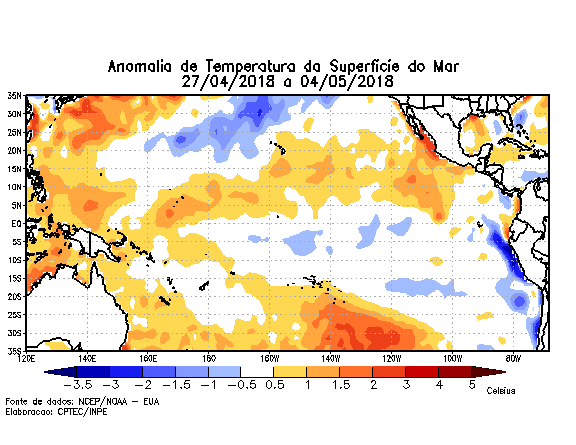 Anomalia de Temperatura da Superfície do Mar
27/04/2018 a 04/05/2018
35N
30N
25N
20N
15N
10N
5N
EQ
5S
10S
15S
20S
25S
30S
35S
120E 140E 160E 180 160W 140W 120W 100W 80W
−3.5 −3 −2 −1.5 −1 −0.5 0.5 1 1.5 2 3 4 5
Celsius
Fonte de dados: NCEP/NOAA − EUA
Elaboracao: CPTEC/INPE